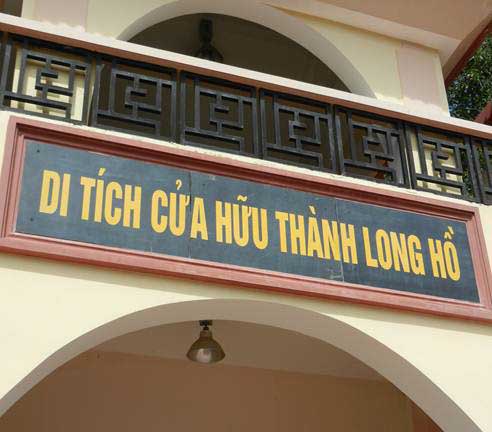 DI TÍCH CỬA HỮU THÀNH LONG HỒ